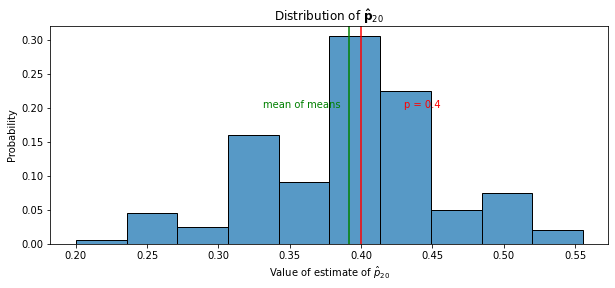 Distribution of p̂₂₀
0.30
0.25
0.20
0.15
0.10
0.05
0.00
Probability
mean of means
p = 0.4
0.20 0.25 0.30 0.35 0.40 0.45 0.50 0.55
Value of estimate of p̂₂₀